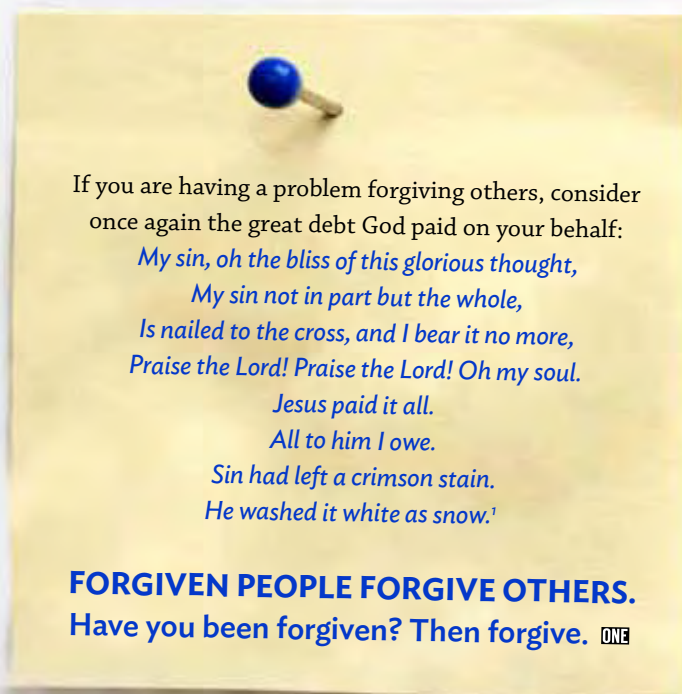 If you are having a problem forgiving others, consider
once again the great debt God paid on your behalf:
My sin, oh the bliss of this glorious thought,
My sin not in part but the whole,
Is nailed to the cross, and I bear it no more,
Praise the Lord! Praise the Lord! Oh my soul.
Jesus paid it all.
All to him I owe.
Sin had left a crimson stain.
He washed it white as snow.¹
FORGIVEN PEOPLE FORGIVE OTHERS.
Have you been forgiven? Then forgive. ONE